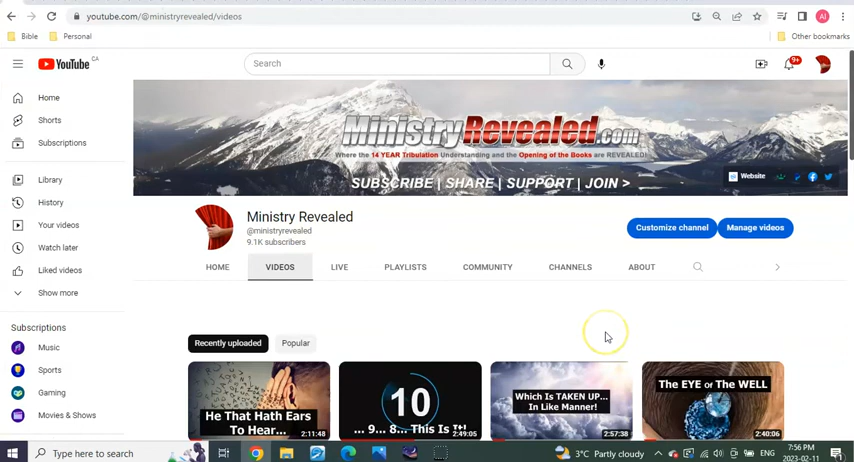 youtube.com/@ministryrevealed/videos
Bible
Personal
Other bookmarks
YouTube CA
Search
9+
Home
Shorts
Subscriptions
Library
History
Your videos
Watch later
Liked videos
Show more
Subscriptions
Music
Sports
Gaming
Movies & Shows
MinistryRevealed.com
Where the 14 YEAR Tribulation Understanding and the Opening of the Books are REVEALED!
SUBSCRIBE | SHARE | SUPPORT | JOIN >
Website
Ministry Revealed
@ministryrevealed
9.1K subscribers
Customize channel
Manage videos
HOME
VIDEOS
LIVE
PLAYLISTS
COMMUNITY
CHANNELS
ABOUT
Recently uploaded
Popular
He That Hath Ears
To Hear...
2:11:48
10
... 9... 8... This Is It!
2:49:05
Which Is TAKEN UP...
In Like Manner!
2:57:38
The EYE or The WELL
2:40:06
Type here to search
3°C Partly cloudy
ENG
7:56 PM
2023-02-11